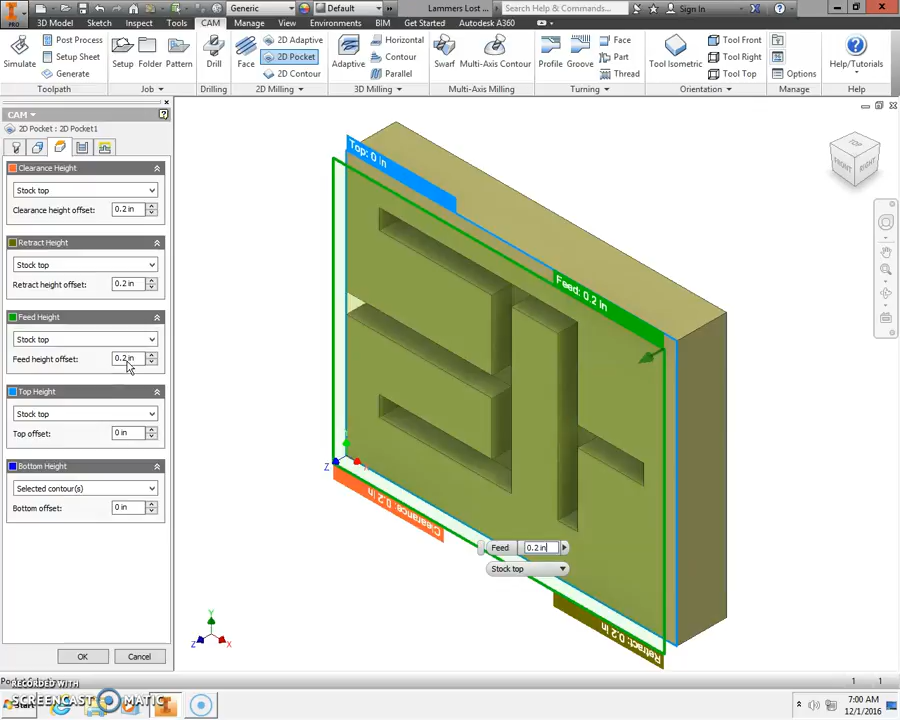 Generic
Default
Lammers Lost ...
Search Help & Commands...
Sign In
PRO
3D Model
Sketch
Inspect
Tools
CAM
Manage
View
Environments
BIM
Get Started
Autodesk A360
Simulate
Post Process
Setup Sheet
Generate
Toolpath
Setup
Folder
Pattern
Job
Drill
Drilling
Face
2D Adaptive
2D Pocket
2D Contour
2D Milling
Adaptive
Horizontal
Contour
Parallel
3D Milling
Swarf
Multi-Axis Contour
Multi-Axis Milling
Profile
Groove
Face
Part
Thread
Turning
Tool Isometric
Tool Front
Tool Right
Tool Top
Orientation
Options
Manage
Help/Tutorials
Help
CAM
2D Pocket : 2D Pocket1
Clearance Height
Stock top
Clearance height offset: 0.2 in
Retract Height
Stock top
Retract height offset: 0.2 in
Feed Height
Stock top
Feed height offset: 0.2 in
Top Height
Stock top
Top offset: 0 in
Bottom Height
Selected contour(s)
Bottom offset: 0 in
OK
Cancel
Top: 0 in
Feed: 0.2 in
Clearance: 0.2 in
Retract: 0.2 in
Feed 0.2 in
Stock top
TOP
FRONT
RIGHT
Z
Y
X
Z
1 1
RECORDED WITH
SCREENCAST MATIC
Start
7:00 AM
12/1/2016